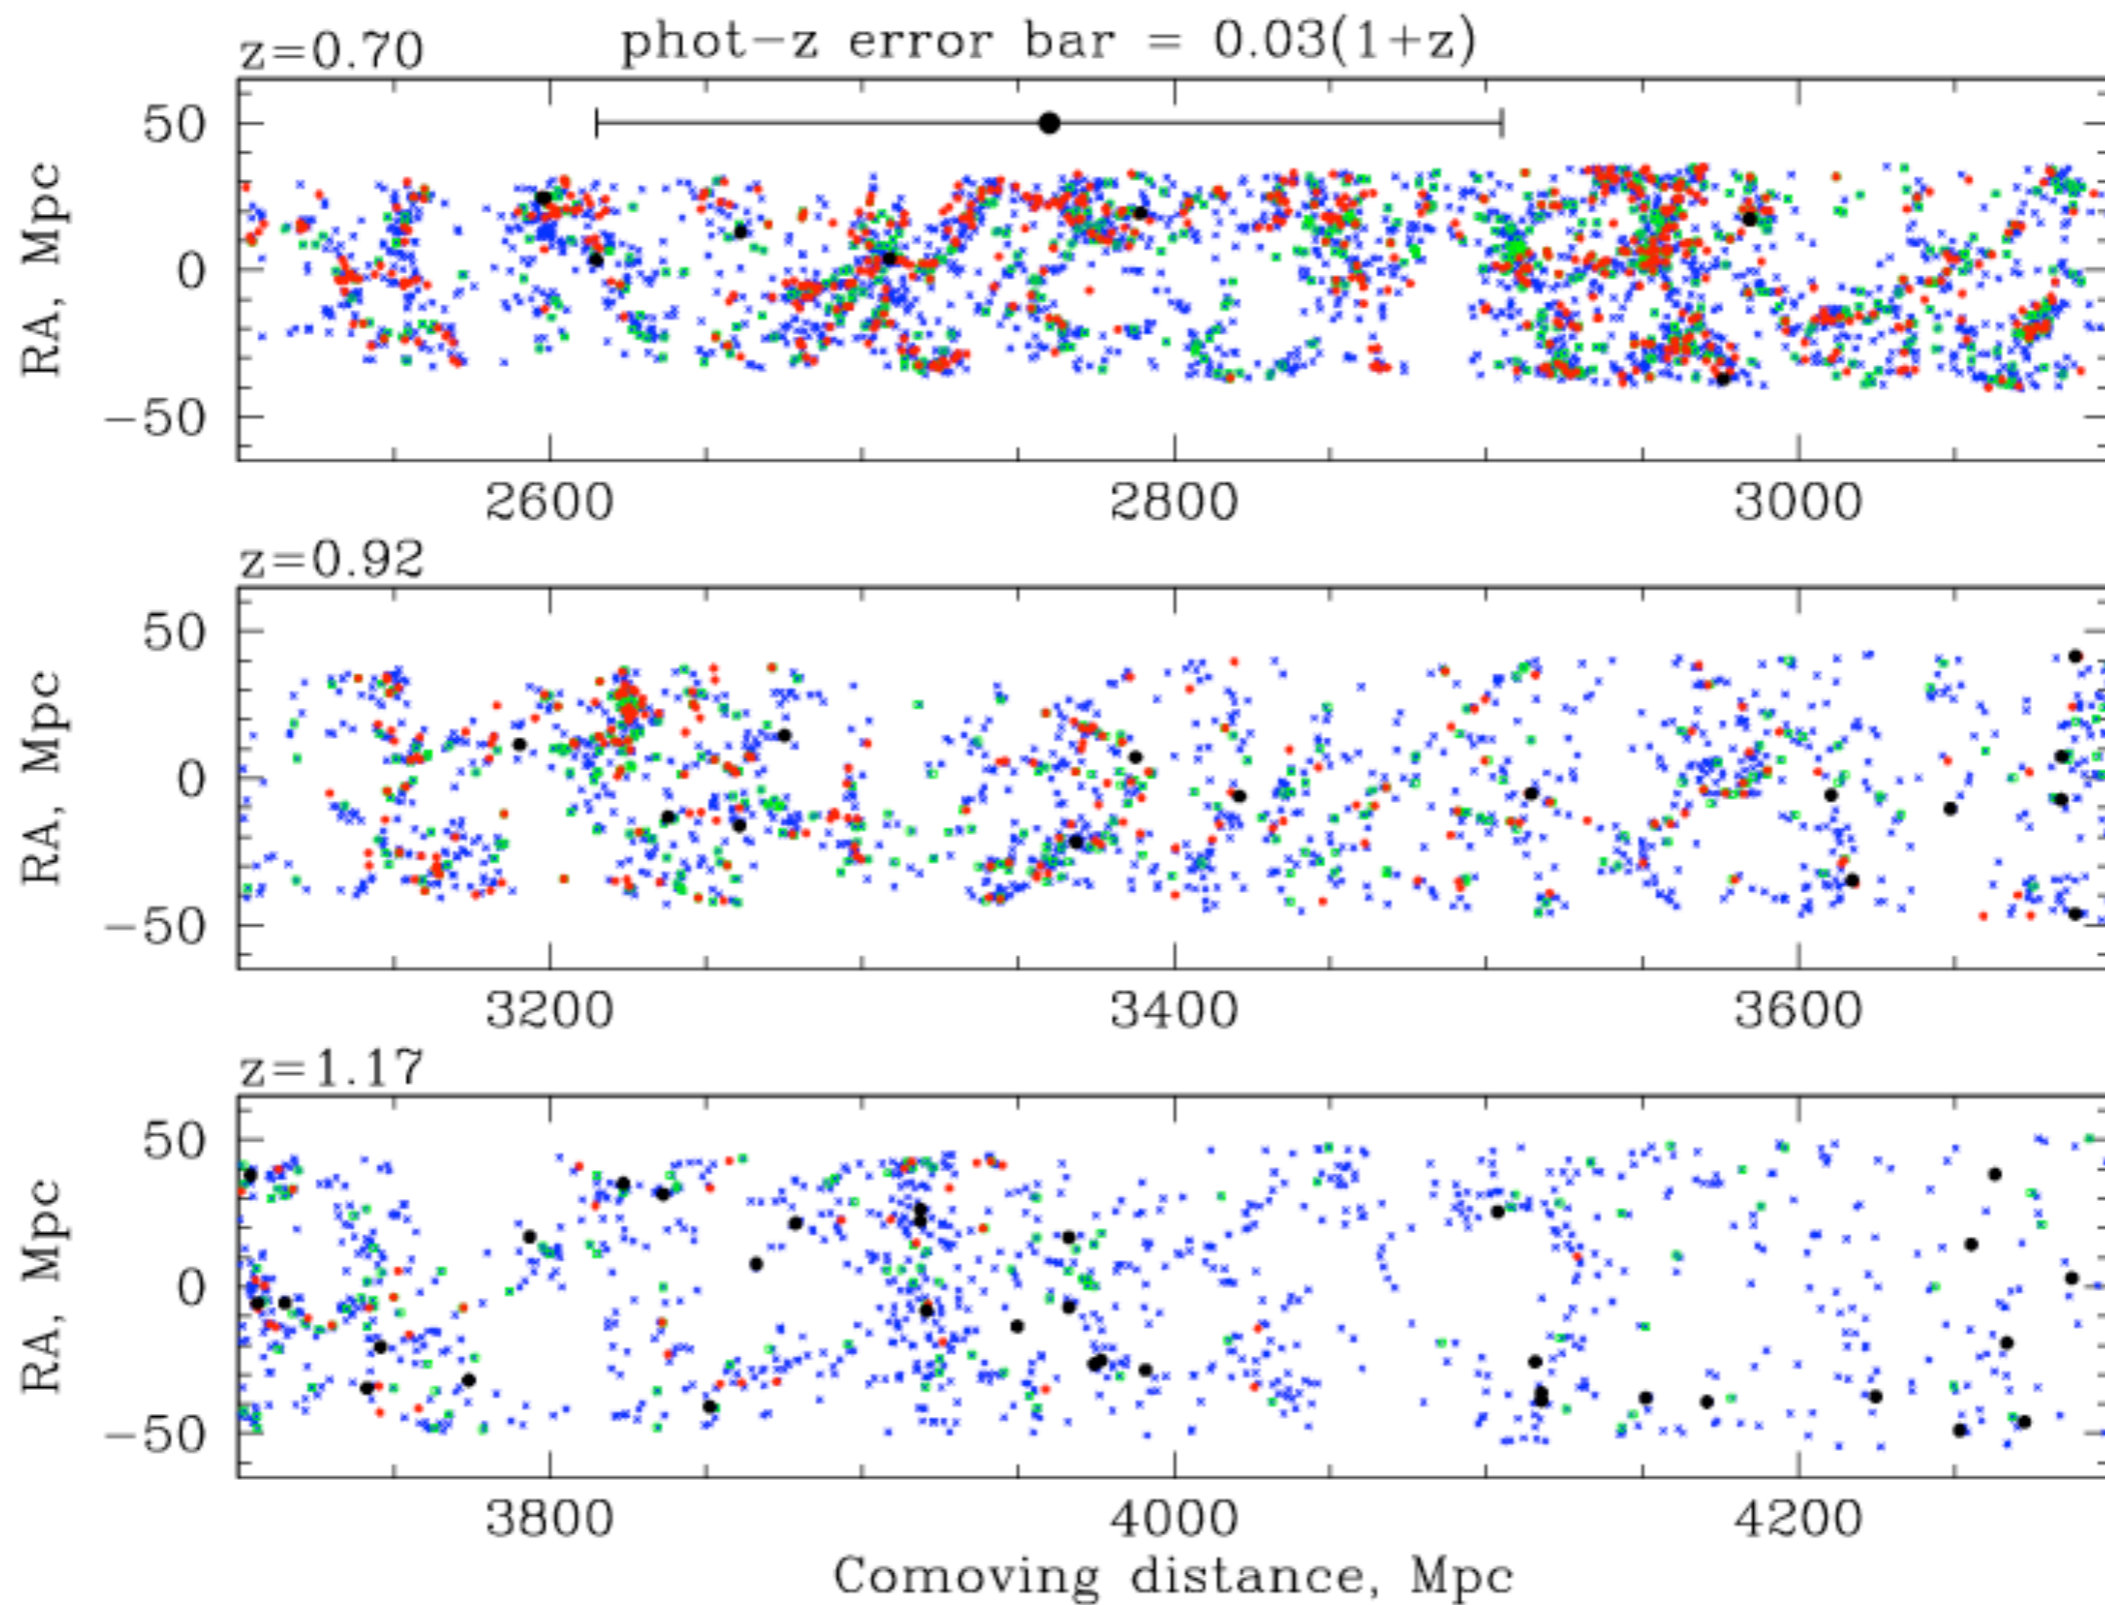 z=0.70 phot-z error bar = 0.03(1+z)
50
0
-50
RA, Mpc
2600 2800 3000
z=0.92
50
0
-50
RA, Mpc
3200 3400 3600
z=1.17
50
0
-50
RA, Mpc
3800 4000 4200
Comoving distance, Mpc